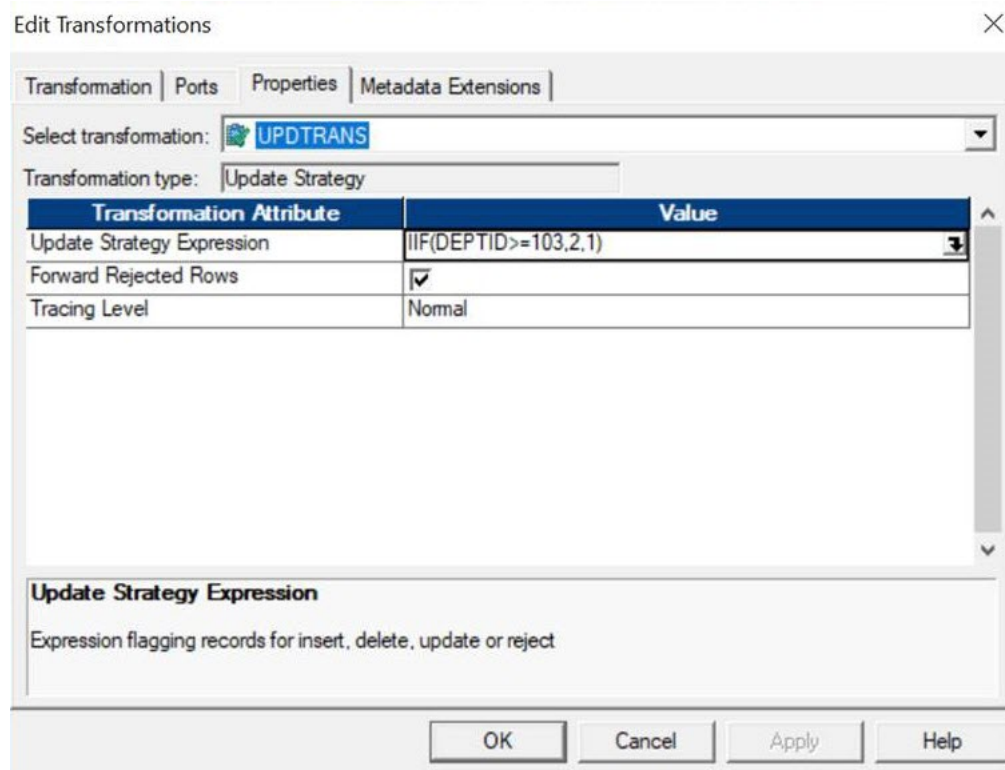 Edit Transformations
Transformation Ports Properties Metadata Extensions
Select transformation: UPDTRANS
Transformation type: Update Strategy
Transformation Attribute Value
Update Strategy Expression IIF(DEPTID>=103,2,1)
Forward Rejected Rows
Tracing Level Normal
Update Strategy Expression
Expression flagging records for insert, delete, update or reject
OK Cancel Apply Help